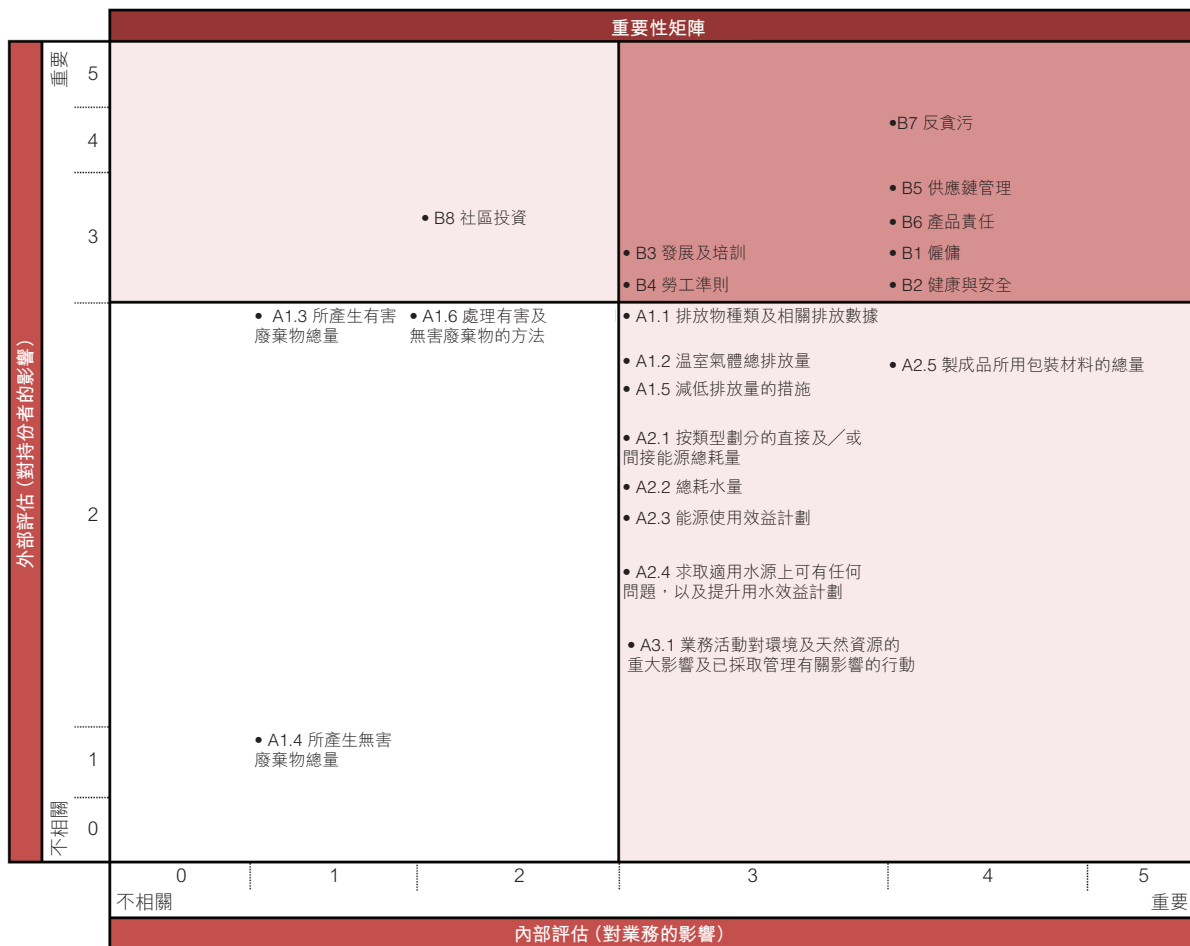 重要性矩陣
外部評估(對持份者的影響)
重要
5
4
3
2
1
0
不相關
•B7 反貪污
• B5 供應鏈管理
• B8 社區投資
• B6 產品責任
• B3 發展及培訓
• B1 僱傭
• B4 勞工準則
• B2 健康與安全
• A1.3 所產生有害
廢棄物總量
• A1.6 處理有害及
無害廢棄物的方法
• A1.1 排放物種類及相關排放數據
• A1.2 温室氣體總排放量
• A2.5 製成品所用包裝材料的總量
• A1.5 減低排放量的措施
• A2.1 按類型劃分的直接及╱或
間接能源總耗量
• A2.2 總耗水量
• A2.3 能源使用效益計劃
• A2.4 求取適用水源上可有任何
問題，以及提升用水效益計劃
• A3.1 業務活動對環境及天然資源的
重大影響及已採取管理有關影響的行動
• A1.4 所產生無害
廢棄物總量
0 1 2 3 4 5
不相關 重要
內部評估(對業務的影響)